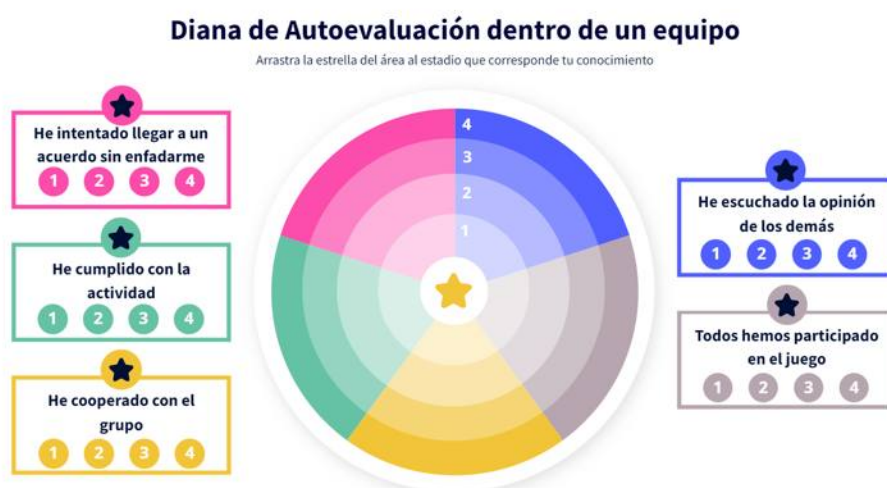 Diana de Autoevaluación dentro de un equipo
Arrastra la estrella del área al estadio que corresponde tu conocimiento
He intentado llegar a un
acuerdo sin enfadarme
1 2 3 4
He cumplido con la
actividad
1 2 3 4
He cooperado con el
grupo
1 2 3 4
4
3
2
1
He escuchado la opinión
de los demás
1 2 3 4
Todos hemos participado
en el juego
1 2 3 4